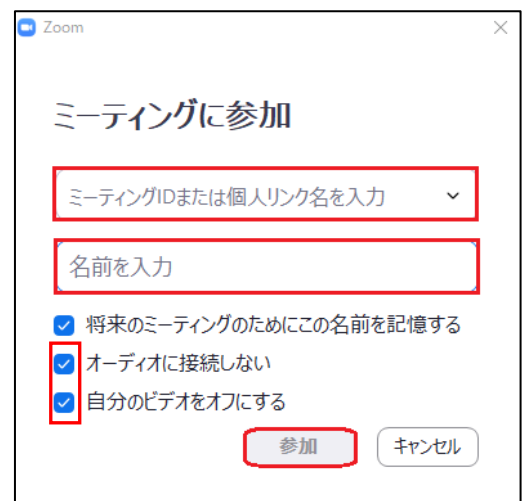 Zoom
ミーティングに参加
ミーティングIDまたは個人リンク名を入力
名前を入力
将来のミーティングのためにこの名前を記憶する
オーディオに接続しない
自分のビデオをオフにする
参加 キャンセル